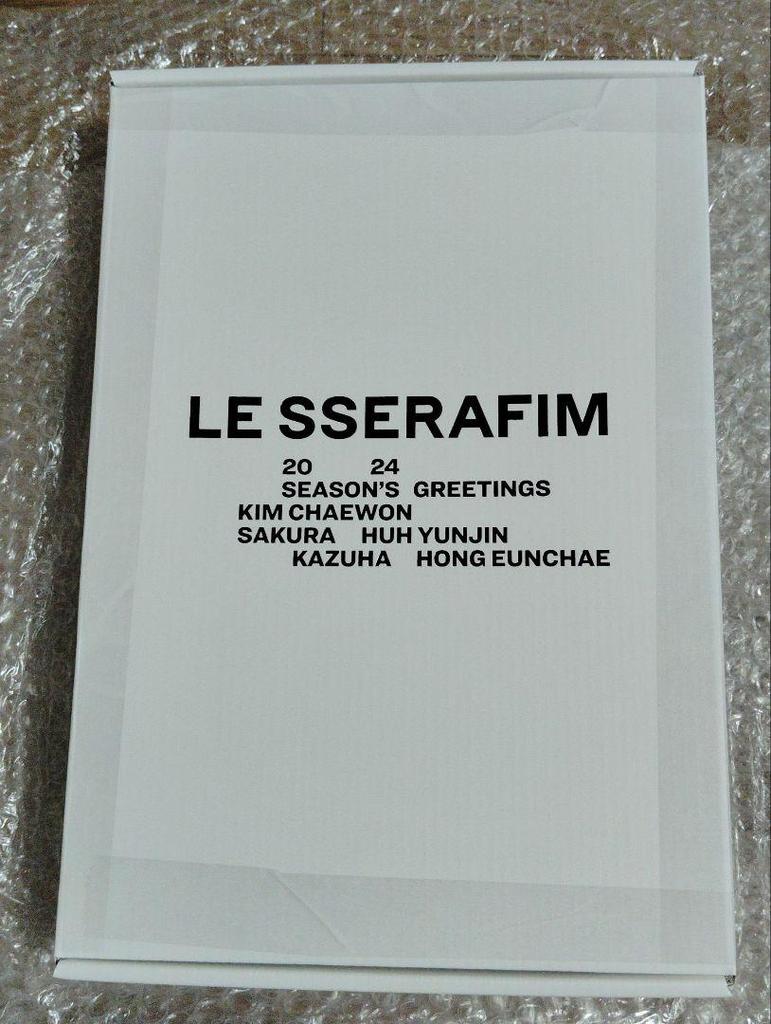 LE SSERAFIM
20 24
SEASON'S GREETINGS
KIM CHAEWON
SAKURA HUH YUNJIN
KAZUHA HONG EUNCHAE